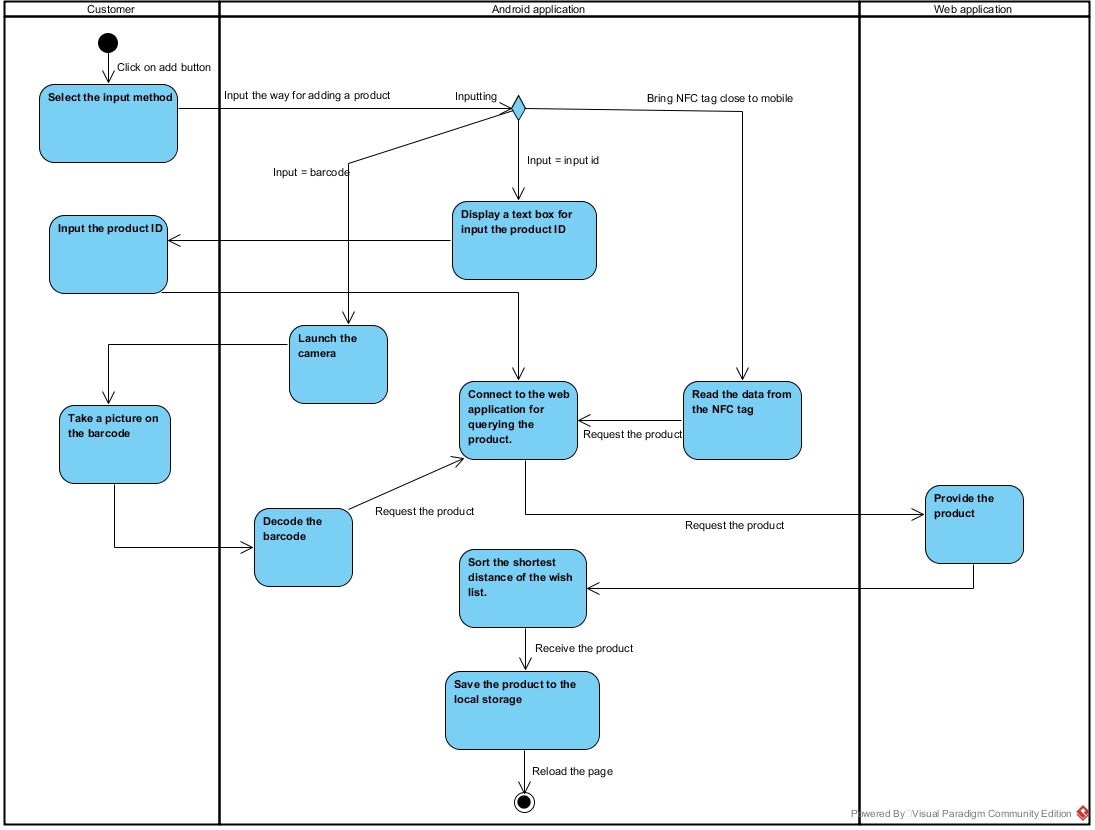 Customer
Android application
Web application
Click on add button
Select the input method
Input the way for adding a product
Inputting
Bring NFC tag close to mobile
Input = barcode
Input = input id
Display a text box for
input the product ID
Input the product ID
Launch the
camera
Connect to the web
application for
querying the
product.
Read the data from
the NFC tag
Request the product
Take a picture on
the barcode
Decode the
barcode
Request the product
Request the product
Provide the
product
Sort the shortest
distance of the wish
list.
Receive the product
Save the product to the
local storage
Reload the page
Powered By Visual Paradigm Community Edition